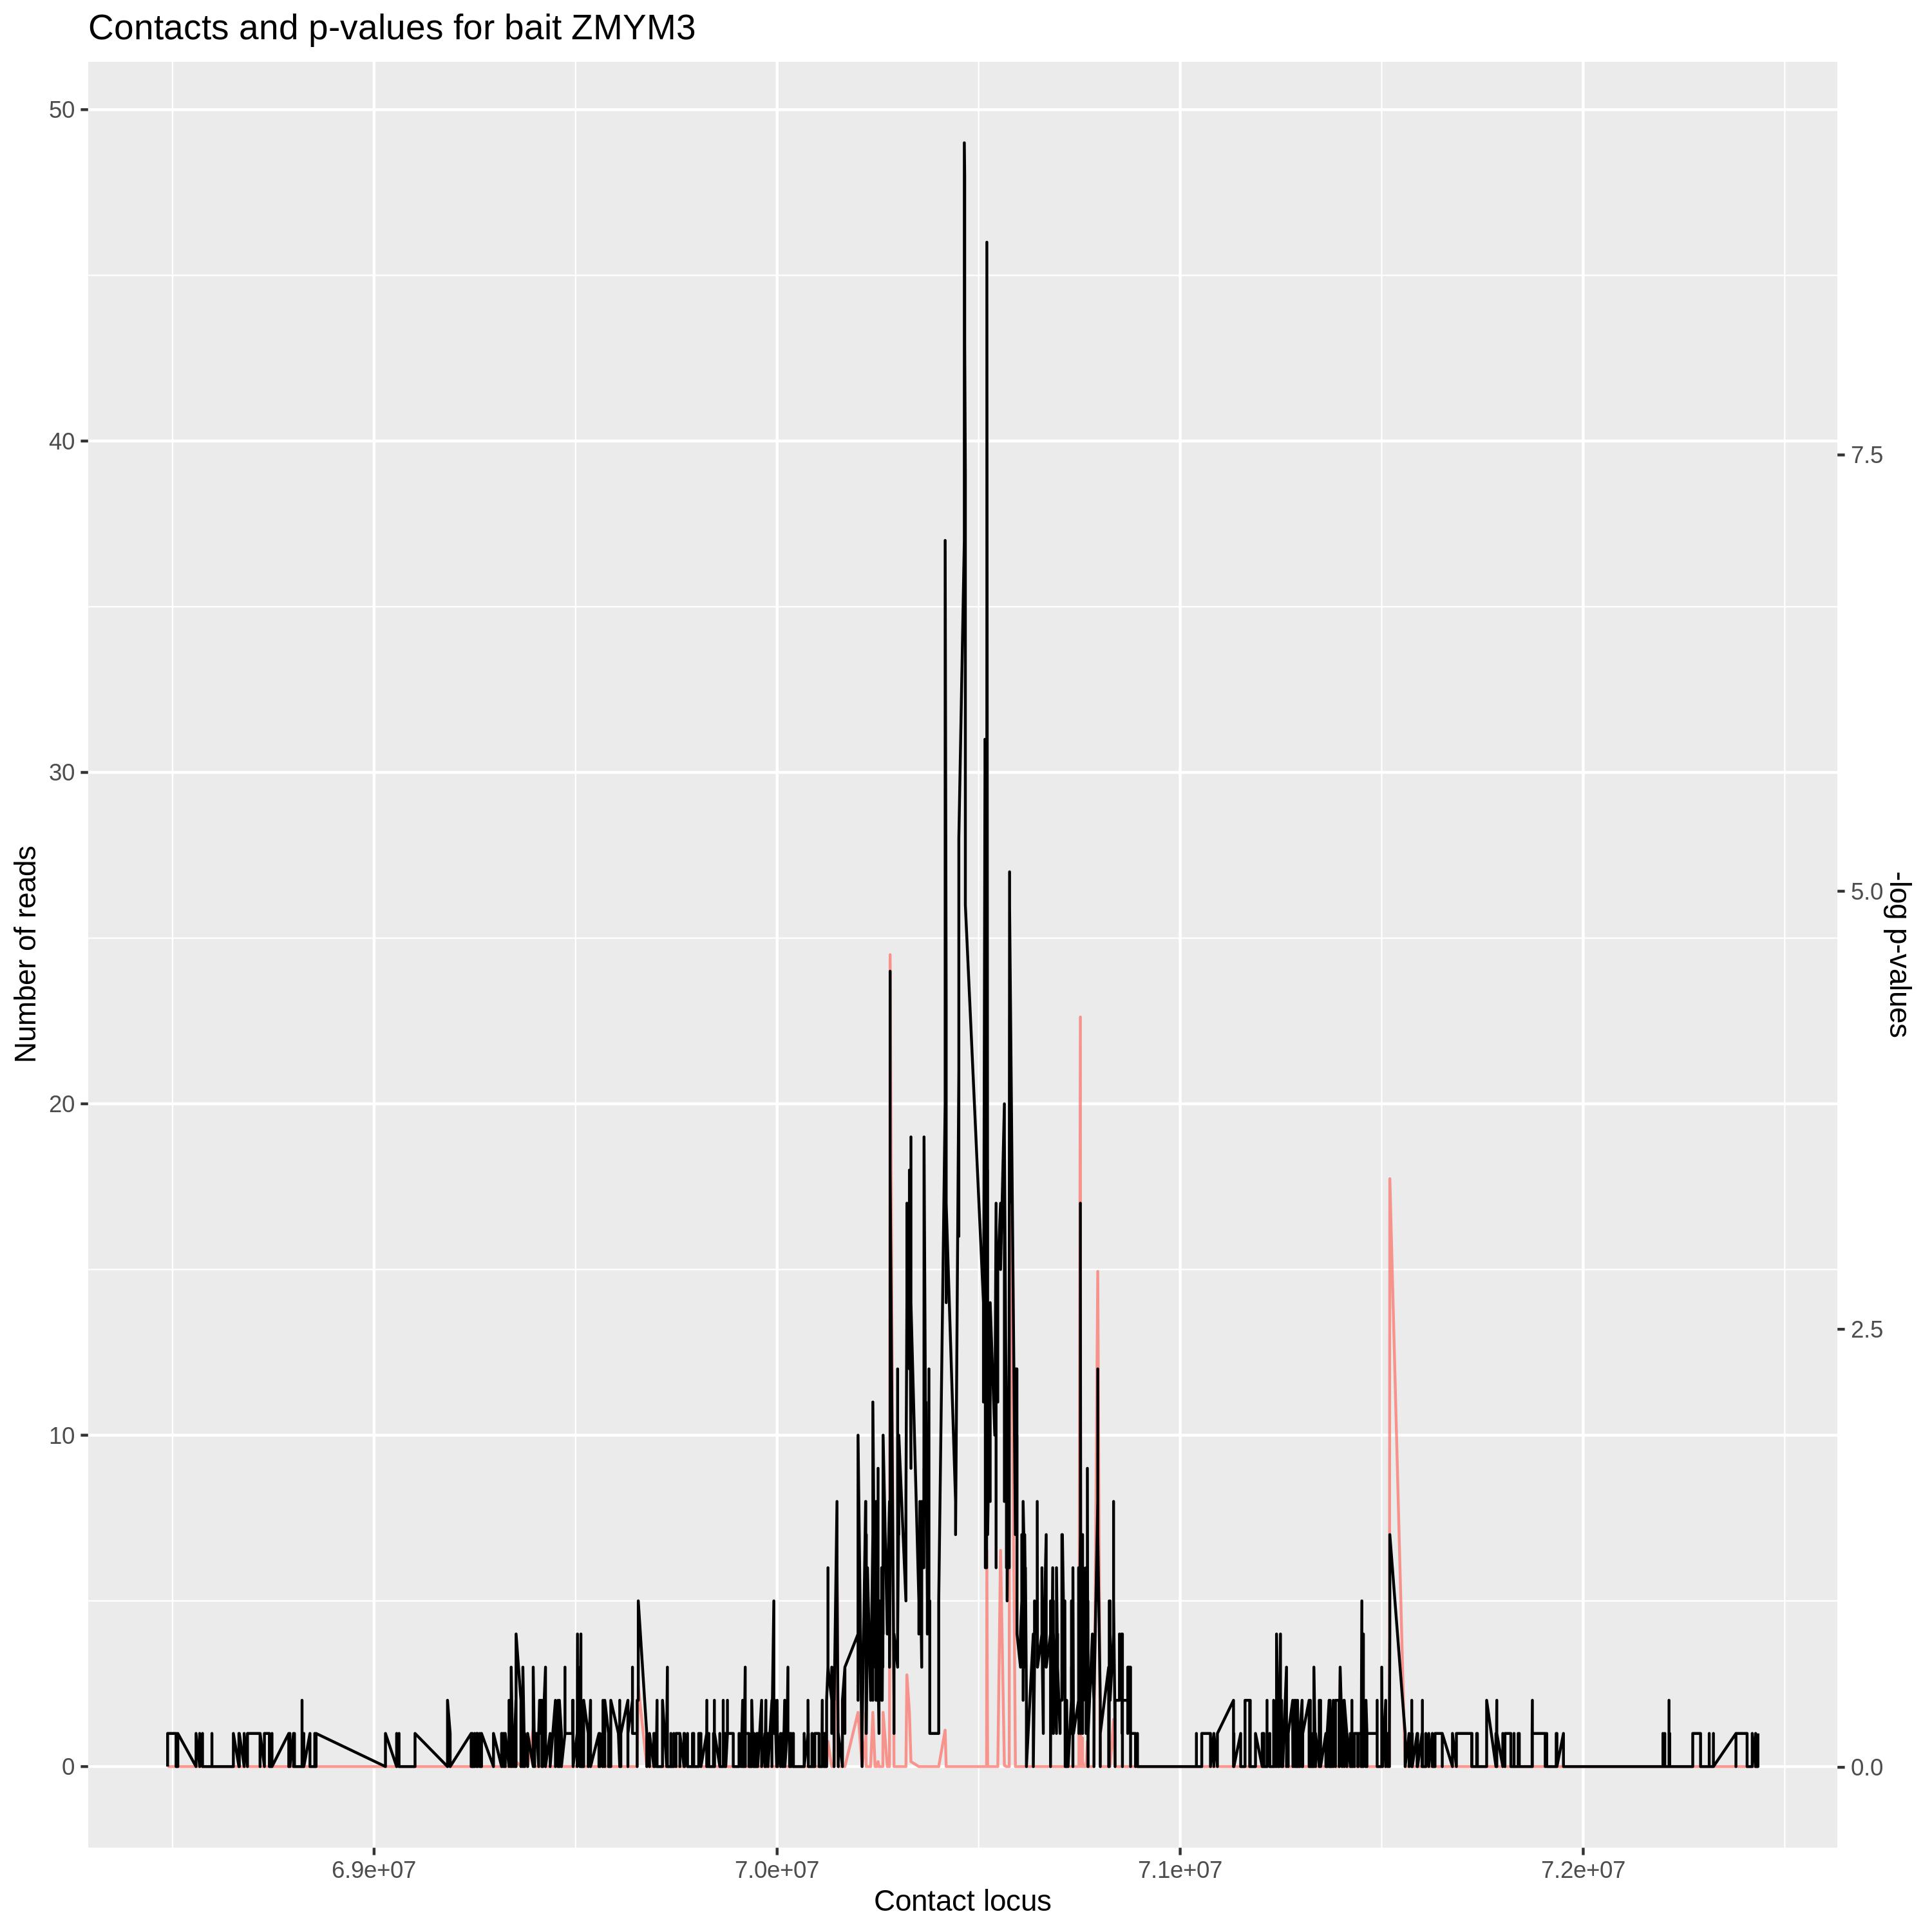 Contacts and p-values for bait ZMYM3
50
40
30
20
10
0
Number of reads
7.5
5.0
2.5
0.0
-log p-values
6.9e+07
7.0e+07
7.1e+07
7.2e+07
Contact locus